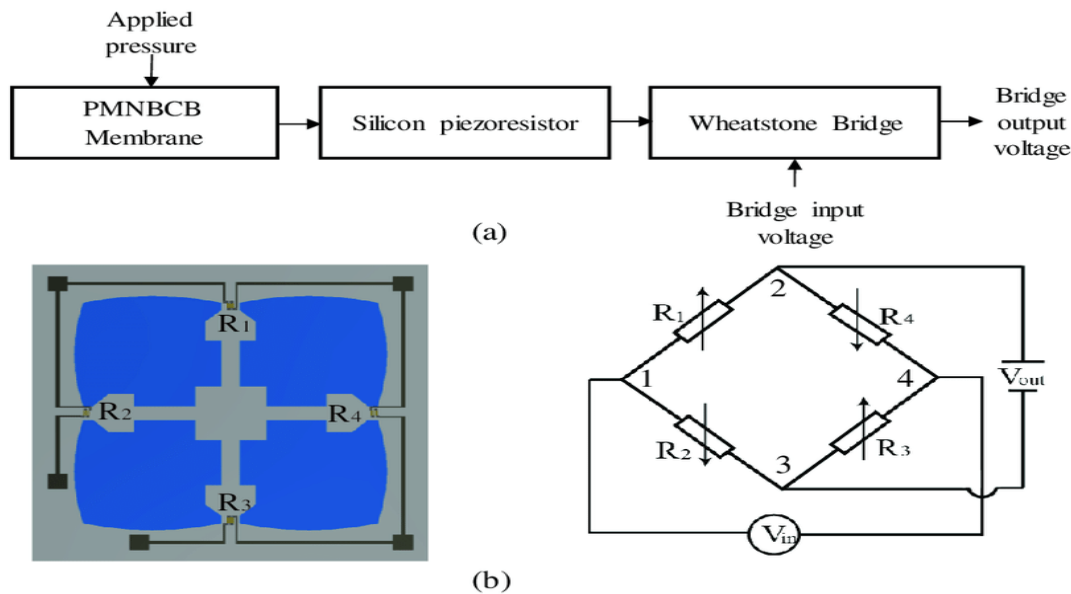 Applied
pressure
PMNBCB
Membrane
Silicon piezoresistor
Wheatstone Bridge
Bridge
output
voltage
Bridge input
voltage
(a)
R1
R2
R4
R3
2
R1
R4
1
4
Vout
R2
R3
3
Vin
(b)